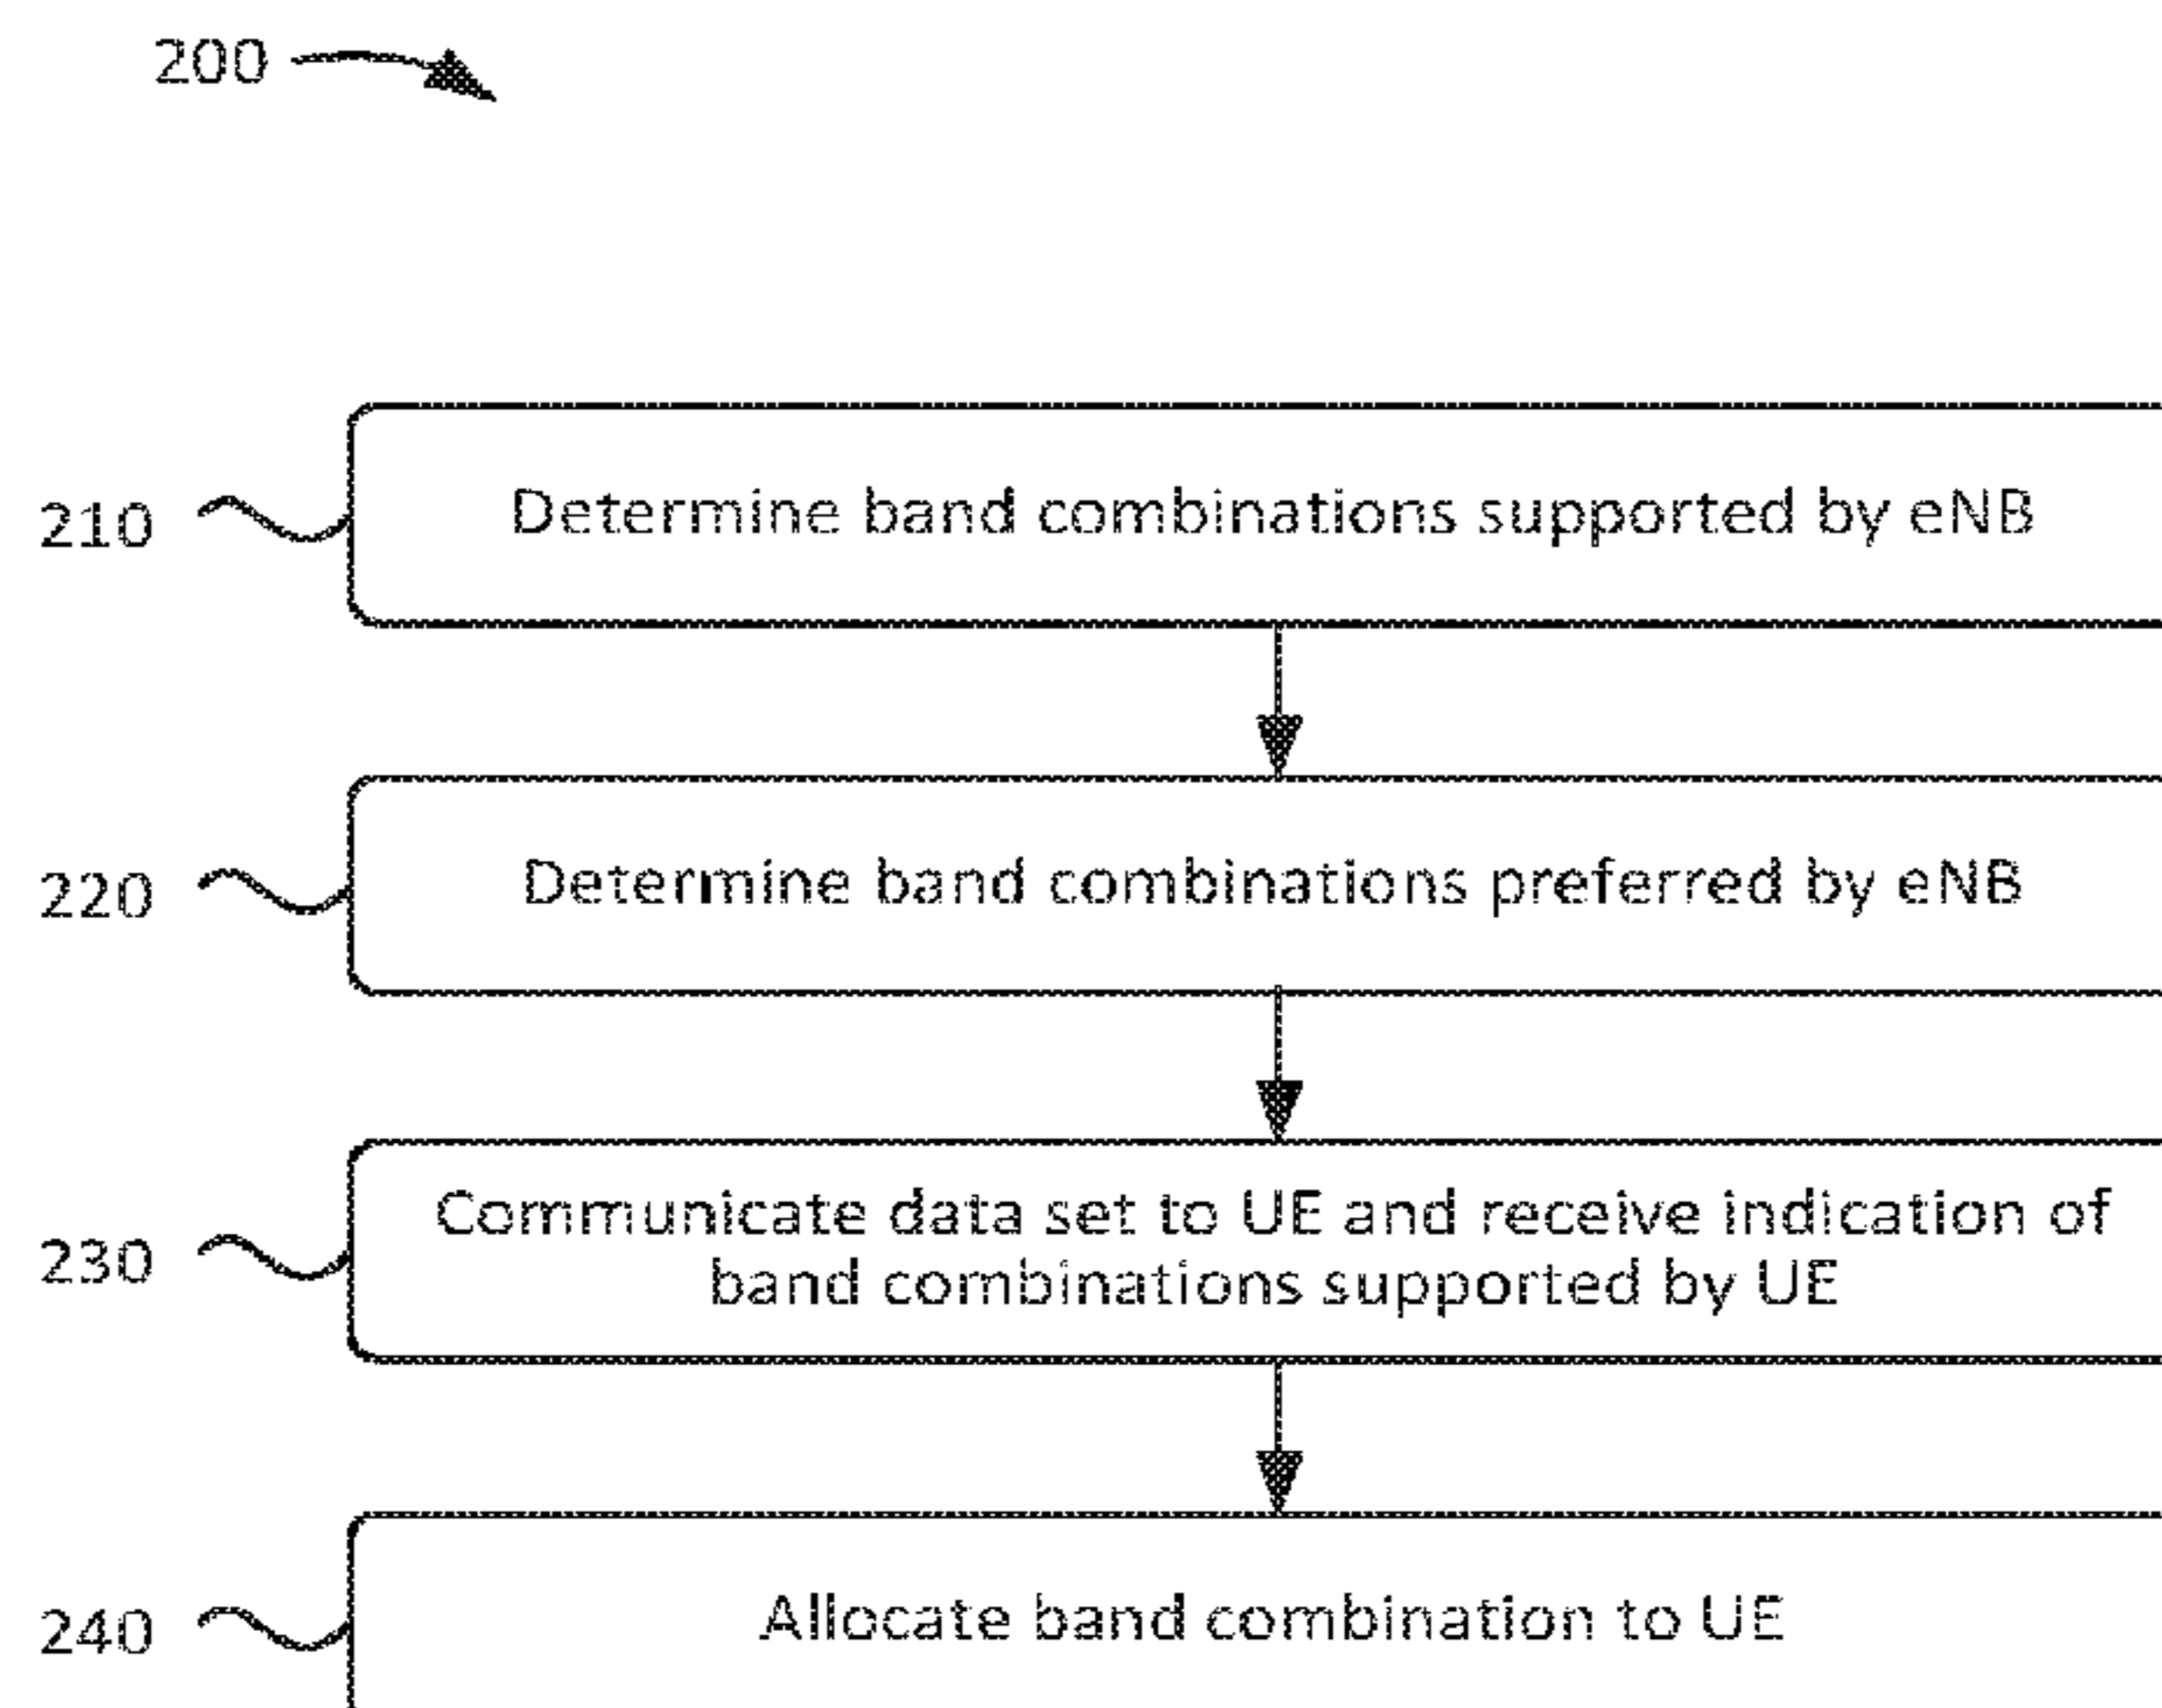 200
210
Determine band combinations supported by eNB
220
Determine band combinations preferred by eNB
230
Communicate data set to UE and receive indication of
band combinations supported by UE
240
Allocate band combination to UE